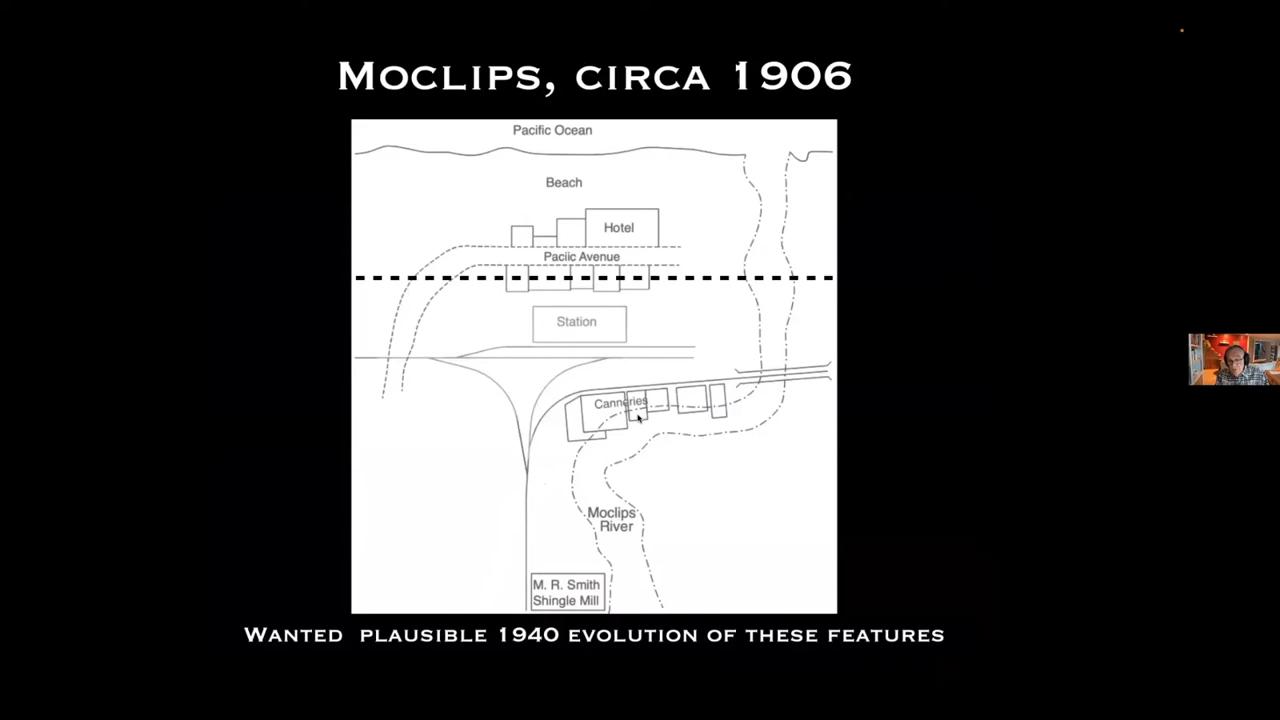 MOCLIPS, CIRCA 1906
Pacific Ocean
Beach
Hotel
Paciic Avenue
Station
Canneries
Moclips
River
M. R. Smith
Shingle Mill
WANTED PLAUSIBLE 1940 EVOLUTION OF THESE FEATURES